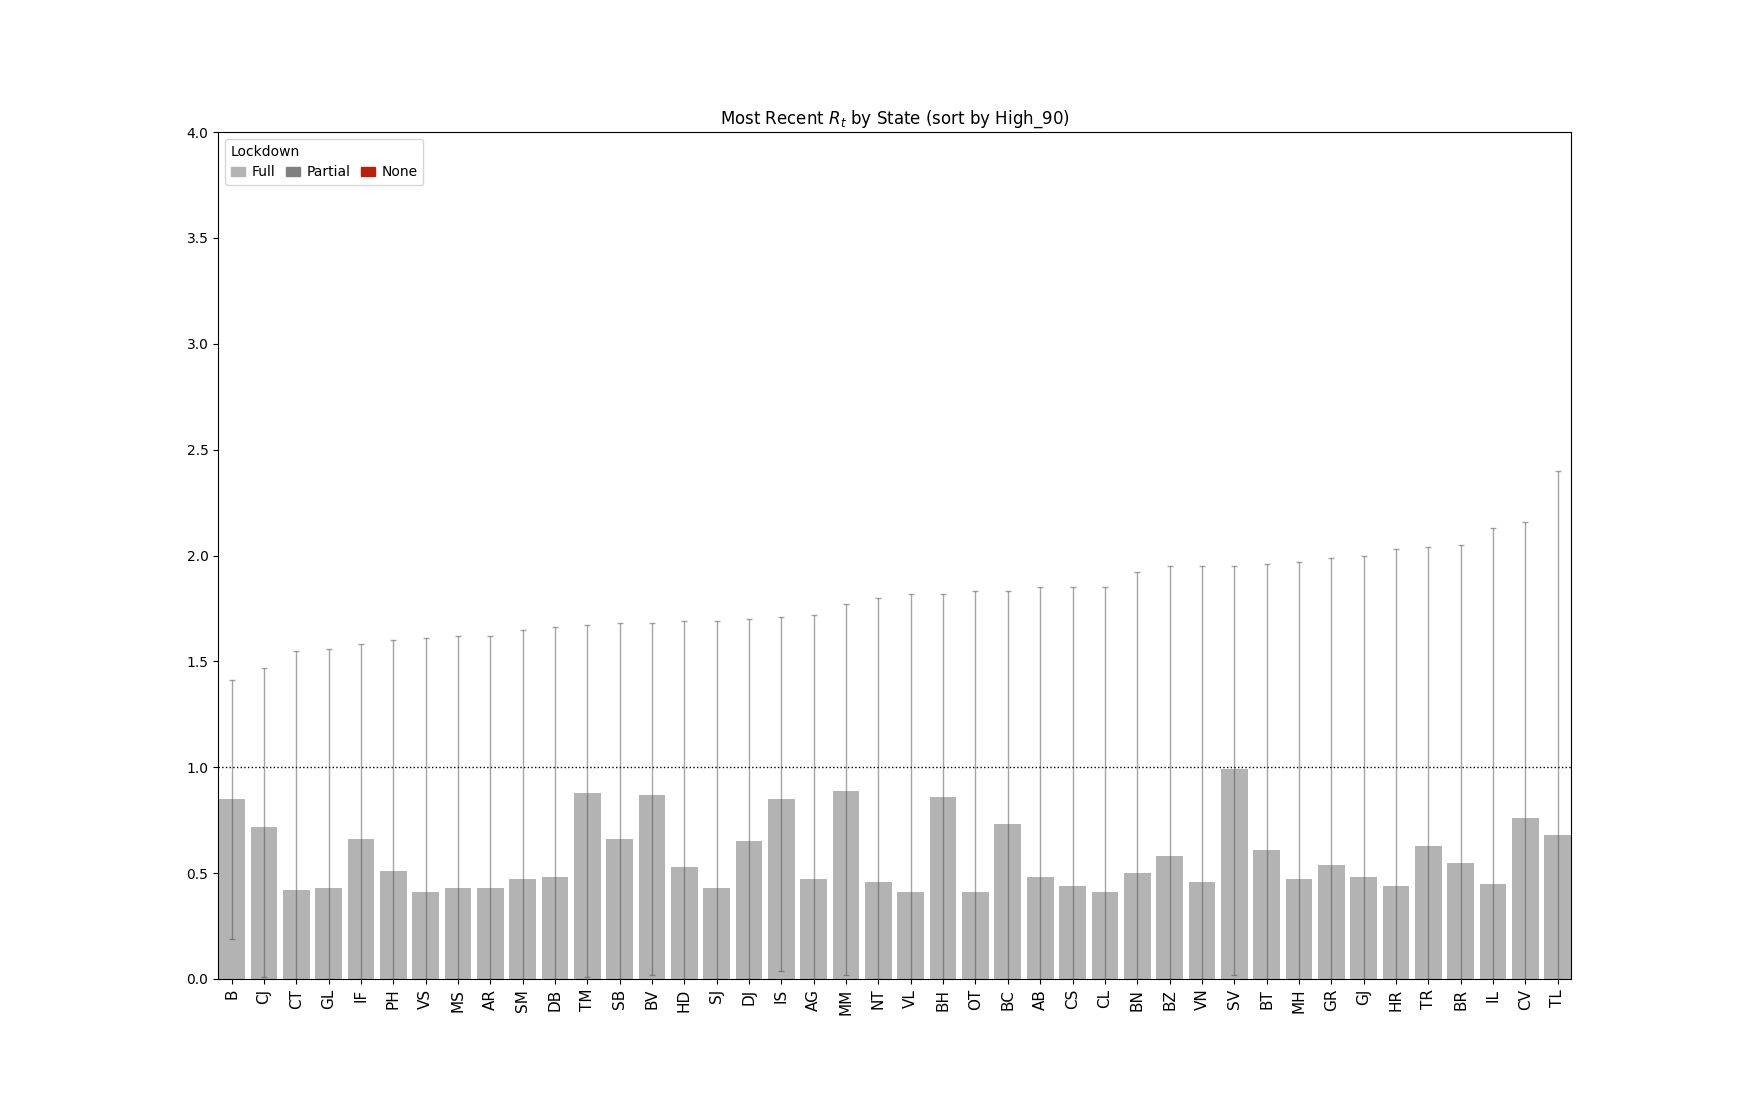 Most Recent Rt by State (sort by High_90)
4.0
Lockdown
Full Partial None
3.5
3.0
2.5
2.0
1.5
1.0
0.5
0.0
B CJ CT GL IF PH VS MS AR SM DB TM SB BV HD SJ DJ IS AG MM NT VL BH OT BC AB CS CL BN BZ VN SV BT MH GR GJ HR TR BR IL CV TL